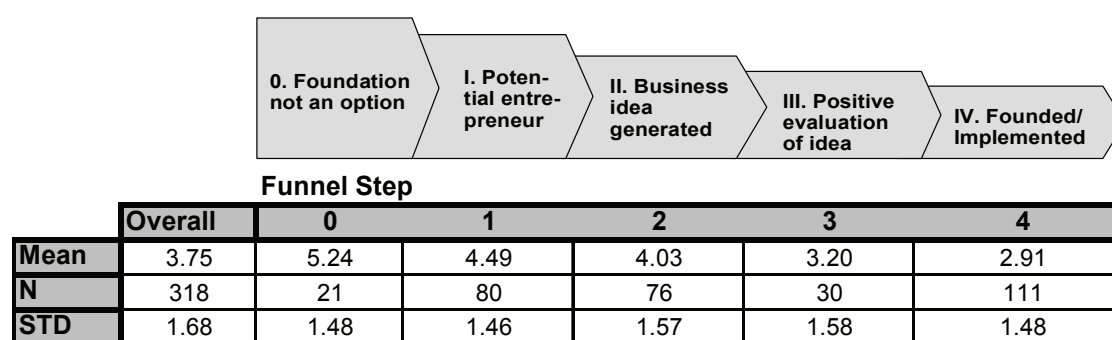 0. Foundation
not an option
I. Poten-
tial entre-
preneur
II. Business
idea
generated
III. Positive
evaluation
of idea
IV. Founded/
Implemented
Funnel Step
Overall 0 1 2 3 4
Mean 3.75 5.24 4.49 4.03 3.20 2.91
N 318 21 80 76 30 111
STD 1.68 1.48 1.46 1.57 1.58 1.48